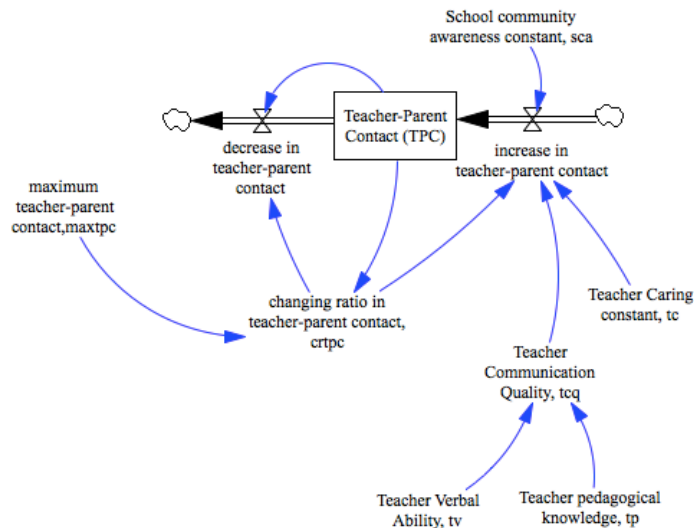 School community
awareness constant, sca
Teacher-Parent
Contact (TPC)
decrease in
teacher-parent
contact
increase in
teacher-parent contact
maximum
teacher-parent
contact,maxtpc
changing ratio in
teacher-parent contact,
crtpc
Teacher Caring
constant, tc
Teacher
Communication
Quality, tcq
Teacher Verbal
Ability, tv
Teacher pedagogical
knowledge, tp